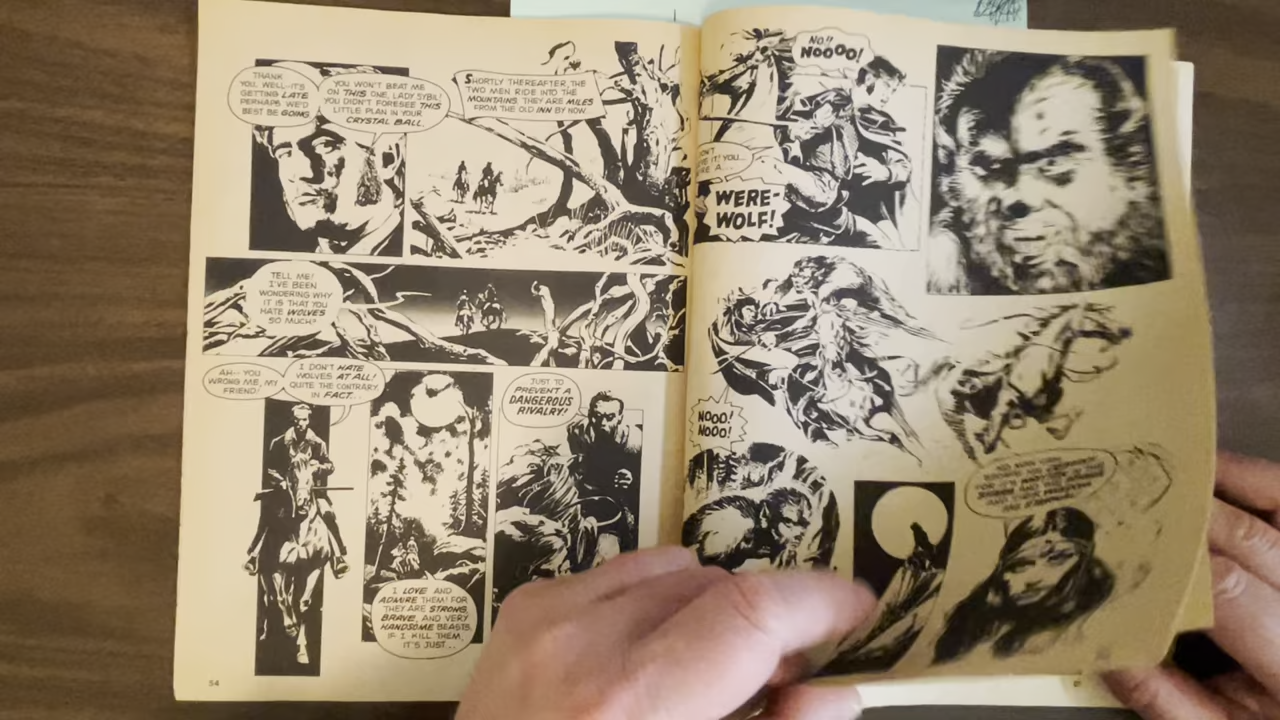 THANK
YOU. WELL--IT'S
GETTING LATE
PERHAPS WE'D
BEST BE GOING.
YOU WON'T BEAT ME
ON THIS ONE, LADY SYBIL!
YOU DIDN'T FORESEE THIS
LITTLE PLAN IN YOUR
CRYSTAL BALL.
SHORTLY THEREAFTER, THE
TWO MEN RIDE INTO THE
MOUNTAINS. THEY ARE MILES
FROM THE OLD INN BY NOW.
TELL ME!
I'VE BEEN
WONDERING WHY
IT IS THAT YOU
HATE WOLVES
SO MUCH?
AH-- YOU
WRONG ME, MY
FRIEND!
I DON'T HATE
WOLVES AT ALL!
QUITE THE CONTRARY
IN FACT...
I LOVE AND
ADMIRE THEM! FOR
THEY ARE STRONG,
BRAVE, AND VERY
HANDSOME BEASTS.
IF I KILL THEM,
IT'S JUST...
JUST TO
PREVENT A
DANGEROUS
RIVALRY!
54
NO!!
NOOOO!
IT! YOU...
A...
WERE-
WOLF!
NOOO!
NOOO!